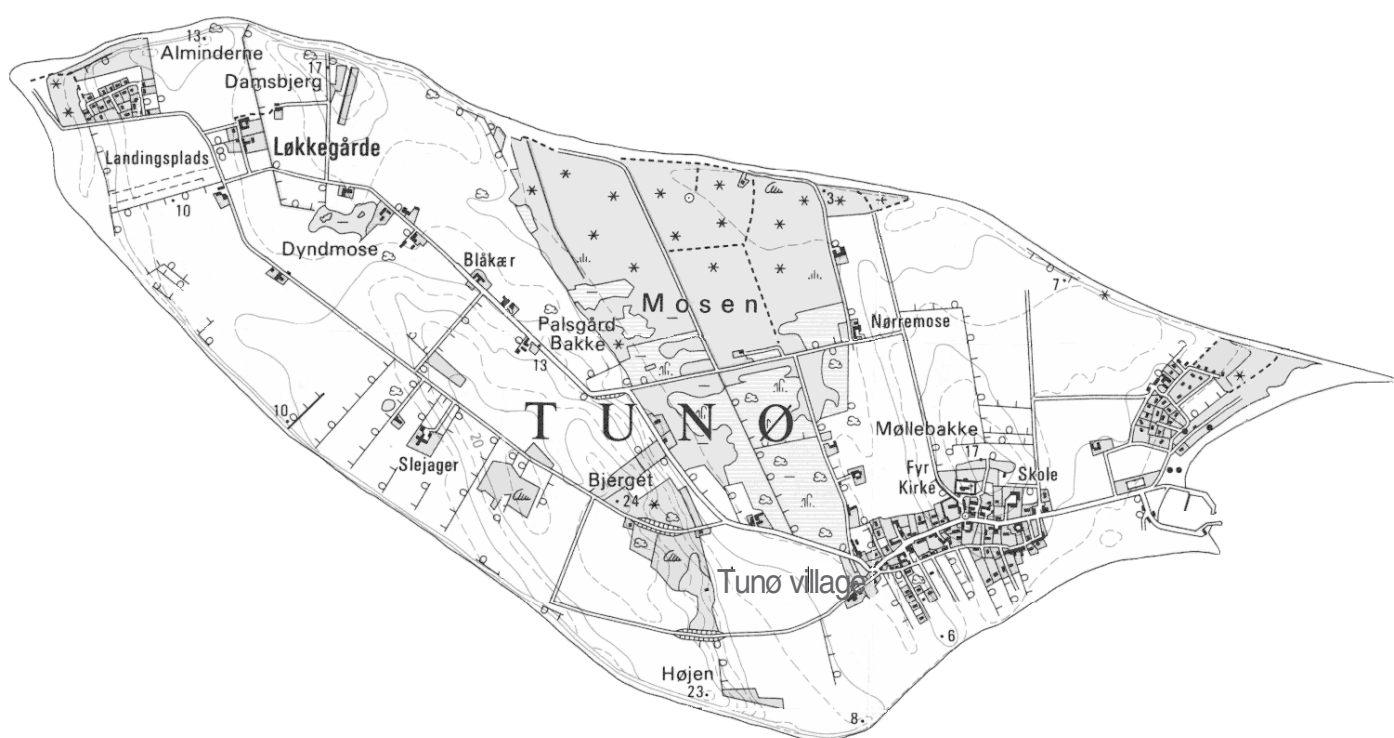 13
Alminderne
17
Damsbjerg
Løkkegårde
Landingsplads
10
Dyndmose
Blåkær
3
7
Mosen
Nørremose
Palsgård
Bakke
13
10
TUNØ
20
Slejager
Møllebakke
17
Fyr
Kirke
Skole
Bjerget
24
Tunø village
6
Højen
23
8